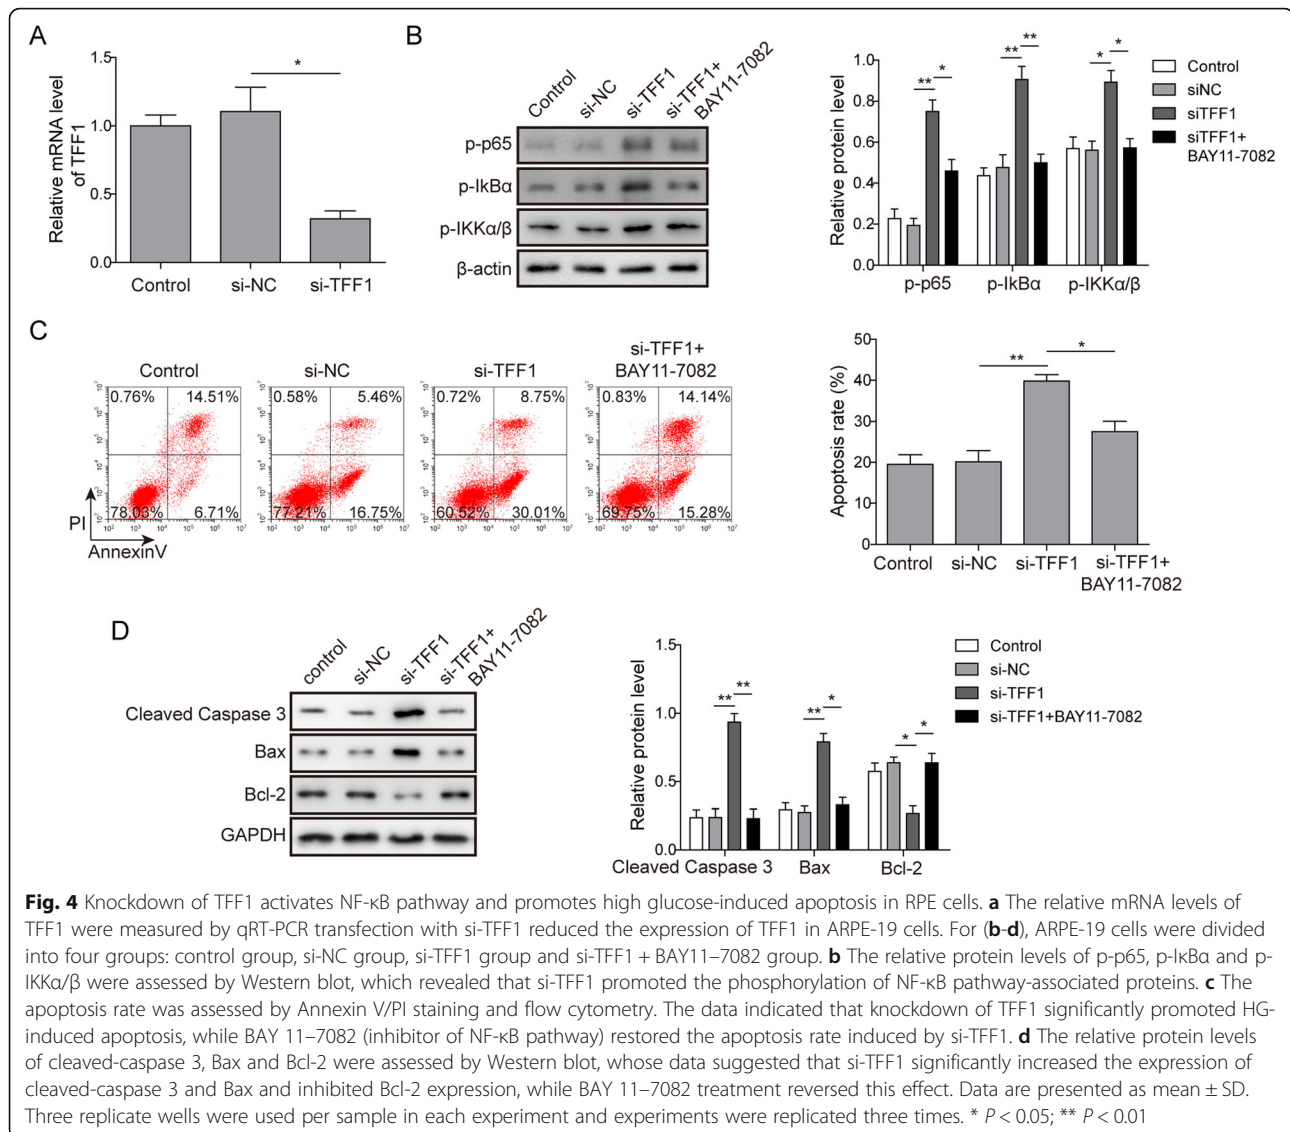 A
Relative mRNA level
of TFF1
1.5
1.0
0.5
0.0
*
Control
si-NC
si-TFF1
B
Control
si-NC
si-TFF1
si-TFF1+
BAY11-7082
p-p65
p-IkBα
p-IKKα/β
β-actin
Relative protein level
1.0
0.8
0.6
0.4
0.2
0.0
**
*
**
**
*
*
p-p65
p-IkBα
p-IKKα/β
Control
siNC
siTFF1
siTFF1+
BAY11-7082
C
Control
0.76%
14.51%
78.03%
6.71%
si-NC
0.58%
5.46%
77.21%
16.75%
si-TFF1
0.72%
8.75%
60.52%
30.01%
si-TFF1+
BAY11-7082
0.83%
14.14%
69.75%
15.28%
10² 10³ 10⁴ 10⁵ 10⁶ 10⁷
PI
AnnexinV
Apoptosis rate (%)
50
40
30
20
10
0
**
*
Control
si-NC
si-TFF1
si-TFF1+
BAY11-7082
D
control
si-NC
si-TFF1
si-TFF1+
BAY11-7082
Cleaved Caspase 3
Bax
Bcl-2
GAPDH
Relative protein level
1.5
1.0
0.5
0.0
**
**
**
*
*
*
Cleaved Caspase 3
Bax
Bcl-2
Control
si-NC
si-TFF1
si-TFF1+BAY11-7082
Fig. 4 Knockdown of TFF1 activates NF-κB pathway and promotes high glucose-induced apoptosis in RPE cells. a The relative mRNA levels of
TFF1 were measured by qRT-PCR transfection with si-TFF1 reduced the expression of TFF1 in ARPE-19 cells. For (b-d), ARPE-19 cells were divided
into four groups: control group, si-NC group, si-TFF1 group and si-TFF1 + BAY11–7082 group. b The relative protein levels of p-p65, p-IκBα and p-
IKKα/β were assessed by Western blot, which revealed that si-TFF1 promoted the phosphorylation of NF-κB pathway-associated proteins. c The
apoptosis rate was assessed by Annexin V/PI staining and flow cytometry. The data indicated that knockdown of TFF1 significantly promoted HG-
induced apoptosis, while BAY 11–7082 (inhibitor of NF-κB pathway) restored the apoptosis rate induced by si-TFF1. d The relative protein levels
of cleaved-caspase 3, Bax and Bcl-2 were assessed by Western blot, whose data suggested that si-TFF1 significantly increased the expression of
cleaved-caspase 3 and Bax and inhibited Bcl-2 expression, while BAY 11–7082 treatment reversed this effect. Data are presented as mean ± SD.
Three replicate wells were used per sample in each experiment and experiments were replicated three times. * P < 0.05; ** P < 0.01